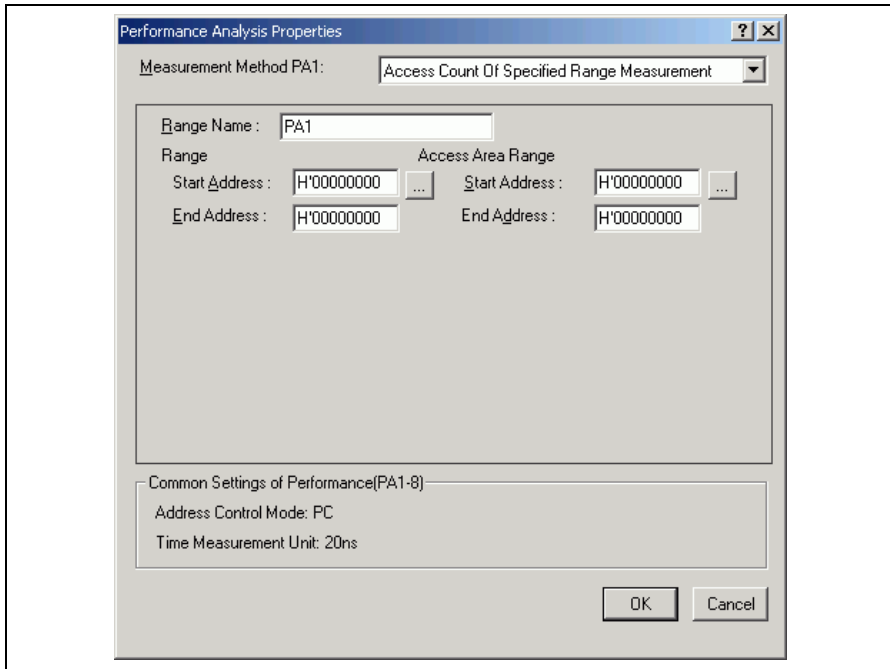 Performance Analysis Properties
Measurement Method PA1: Access Count Of Specified Range Measurement
Range Name : PA1
Range Access Area Range
Start Address : H'00000000 ... Start Address : H'00000000 ...
End Address : H'00000000 End Address : H'00000000
Common Settings of Performance(PA1-8)
Address Control Mode: PC
Time Measurement Unit: 20ns
OK Cancel